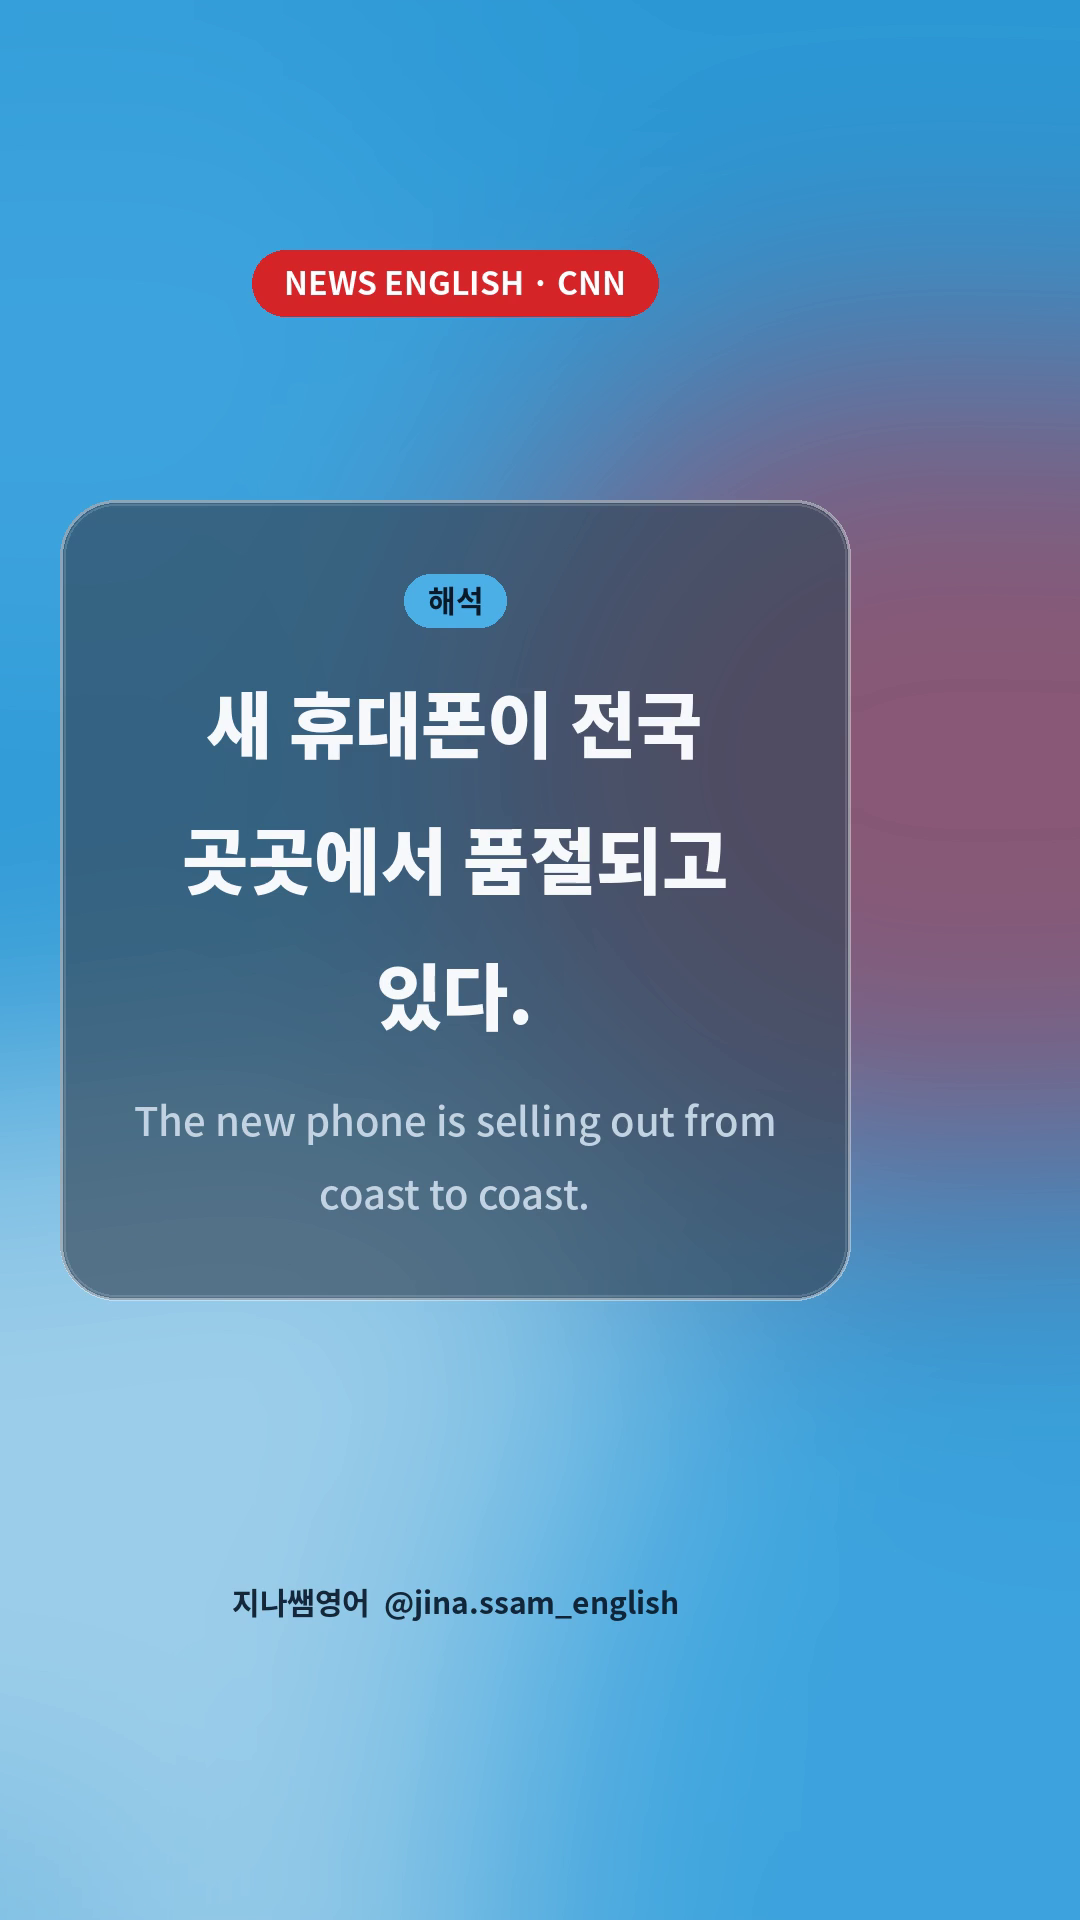 NEWS ENGLISH · CNN
해석
새 휴대폰이 전국
곳곳에서 품절되고
있다.
The new phone is selling out from
coast to coast.
지나쌤영어 @jina.ssam_english